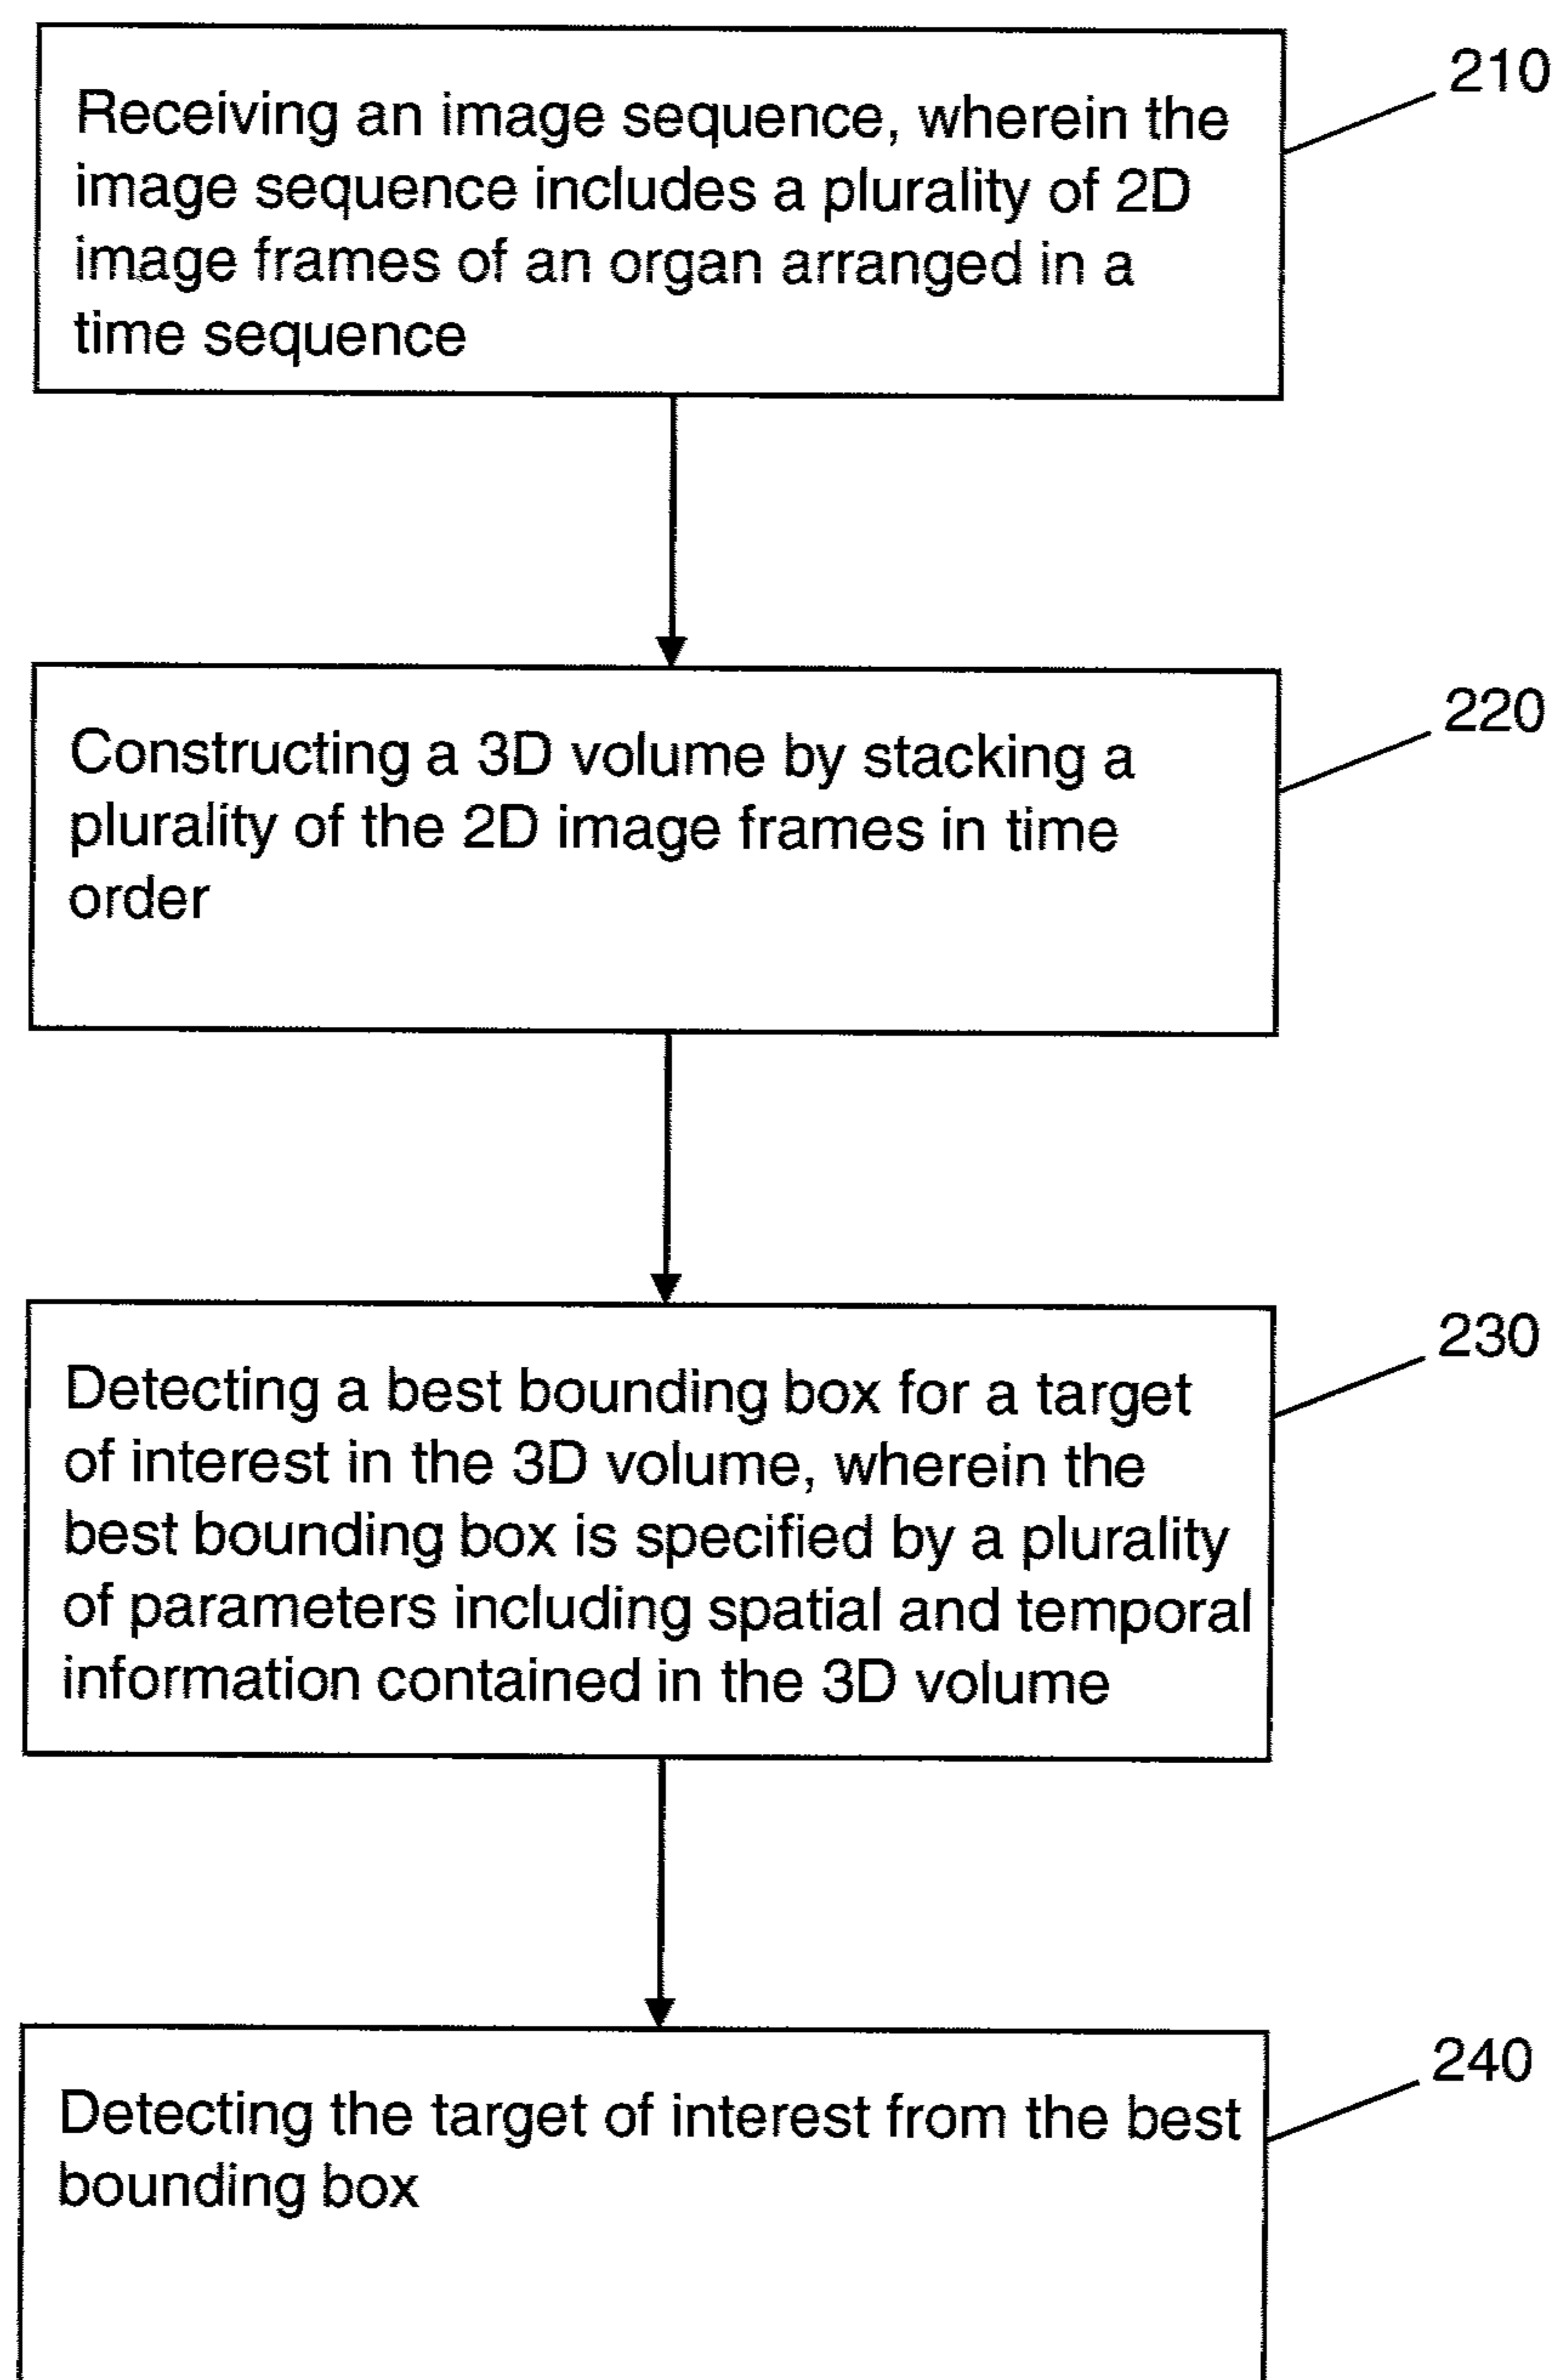 210
Receiving an image sequence, wherein the
image sequence includes a plurality of 2D
image frames of an organ arranged in a
time sequence
220
Constructing a 3D volume by stacking a
plurality of the 2D image frames in time
order
230
Detecting a best bounding box for a target
of interest in the 3D volume, wherein the
best bounding box is specified by a plurality
of parameters including spatial and temporal
information contained in the 3D volume
240
Detecting the target of interest from the best
bounding box